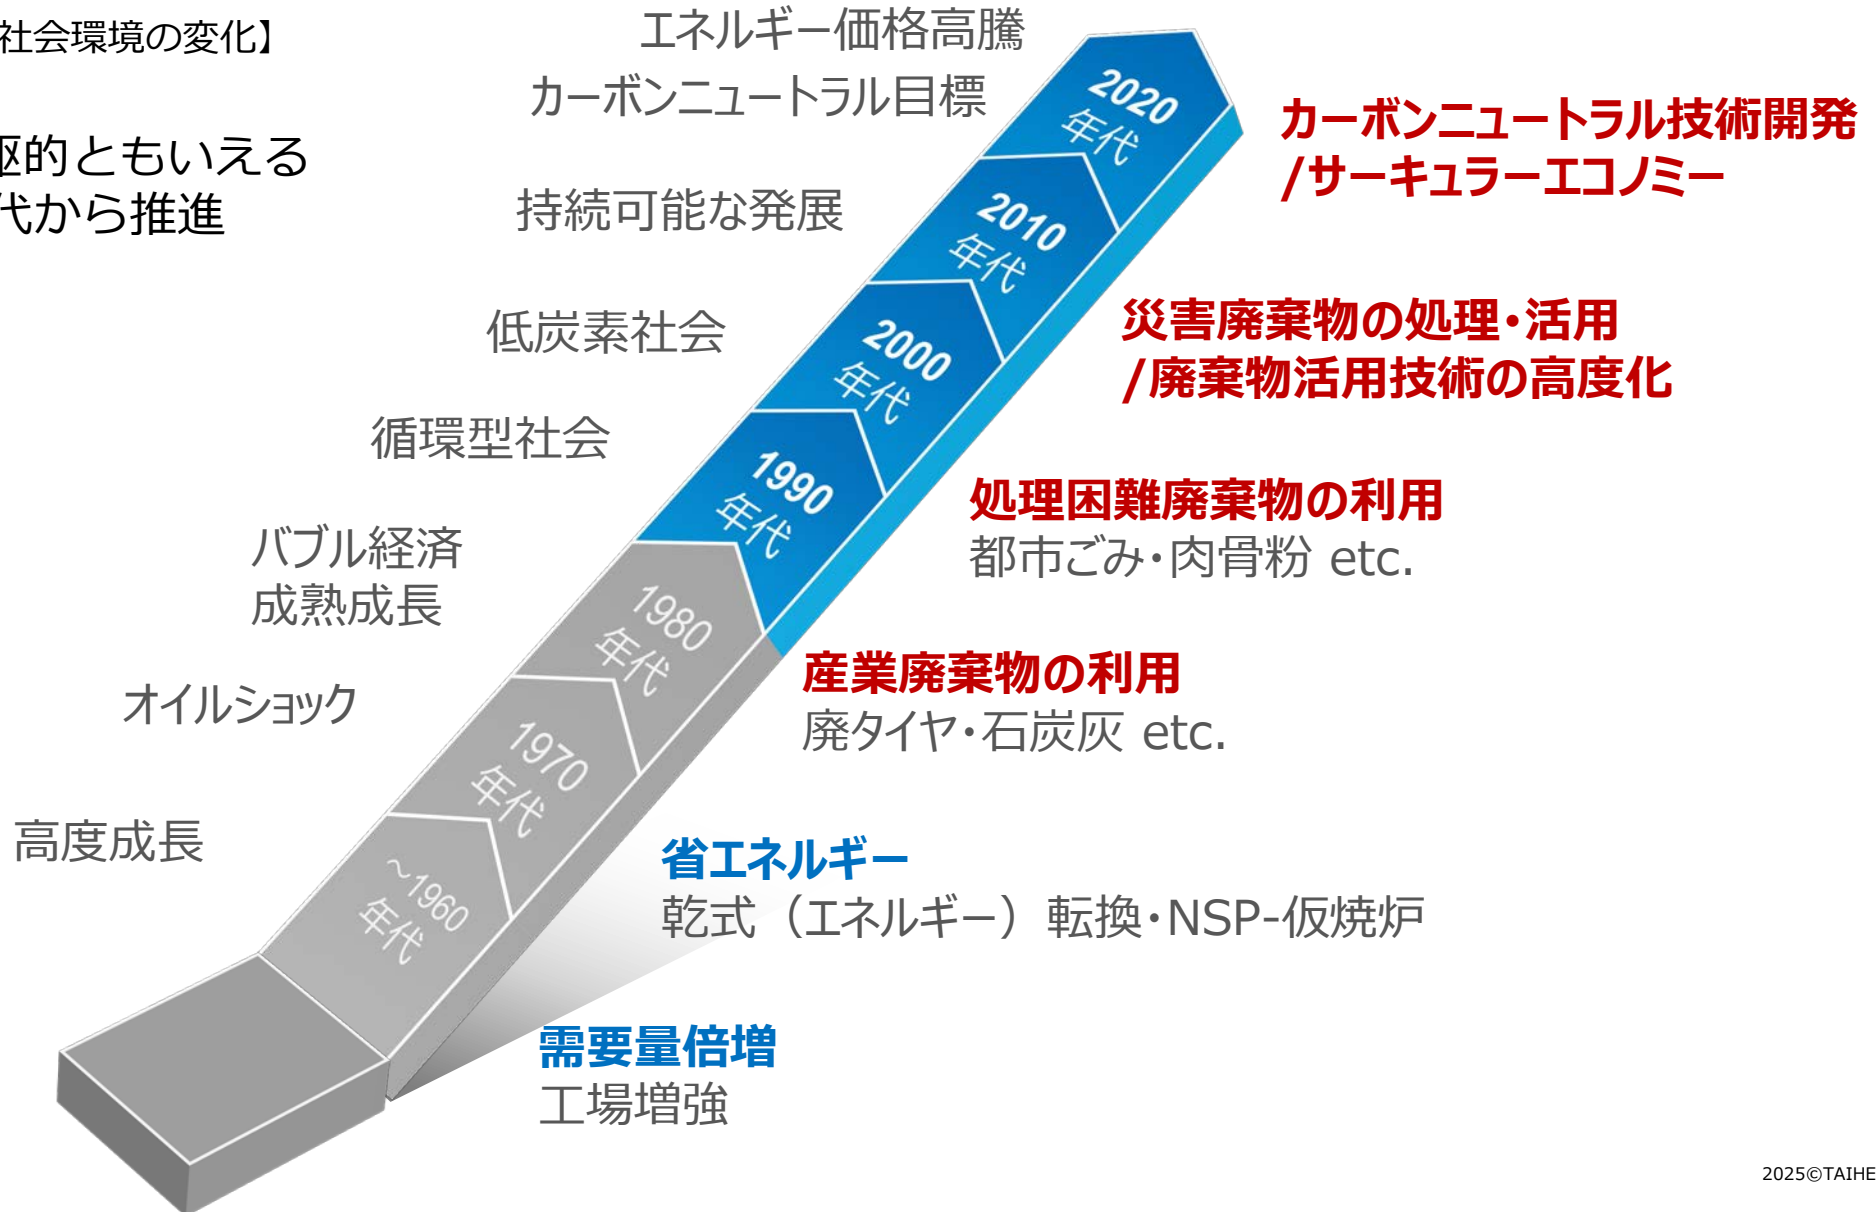 社会環境の変化】
駆的ともいえる
代から推進
エネルギー価格高騰
カーボンニュートラル目標
持続可能な発展
低炭素社会
循環型社会
バブル経済
成熟成長
オイルショック
高度成長
2020
年代
2010
年代
2000
年代
1990
年代
1980
年代
1970
年代
～1960
年代
カーボンニュートラル技術開発
/サーキュラーエコノミー
災害廃棄物の処理・活用
/廃棄物活用技術の高度化
処理困難廃棄物の利用
都市ごみ・肉骨粉 etc.
産業廃棄物の利用
廃タイヤ・石炭灰 etc.
省エネルギー
乾式（エネルギー）転換・NSP-仮焼炉
需要量倍増
工場増強
2025©TAIHE